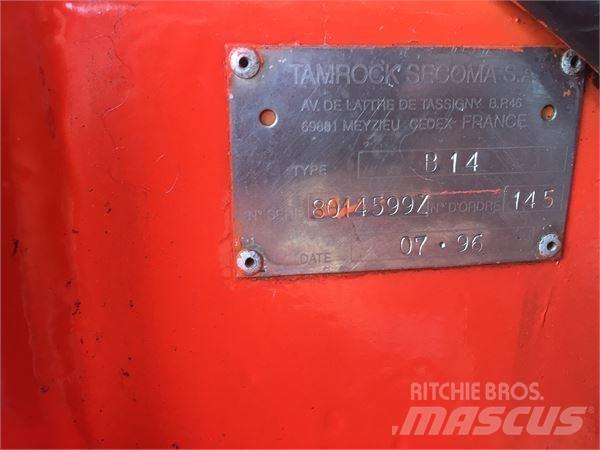 TAMROCK SECOMA S.A
AV. DE LATTRE DE TASSIGNY B.P.46
69881 MEYZIEU CEDEX FRANCE
TYPE B 14
N° SERIE 8014599Z N° D'ORDRE 145
DATE 07 • 96
RITCHIE BROS.
MASCUS